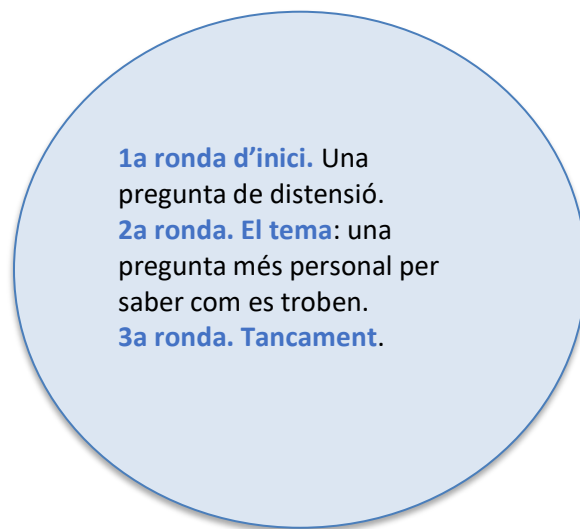 1a ronda d’inici. Una
pregunta de distensió.
2a ronda. El tema: una
pregunta més personal per
saber com es troben.
3a ronda. Tancament.